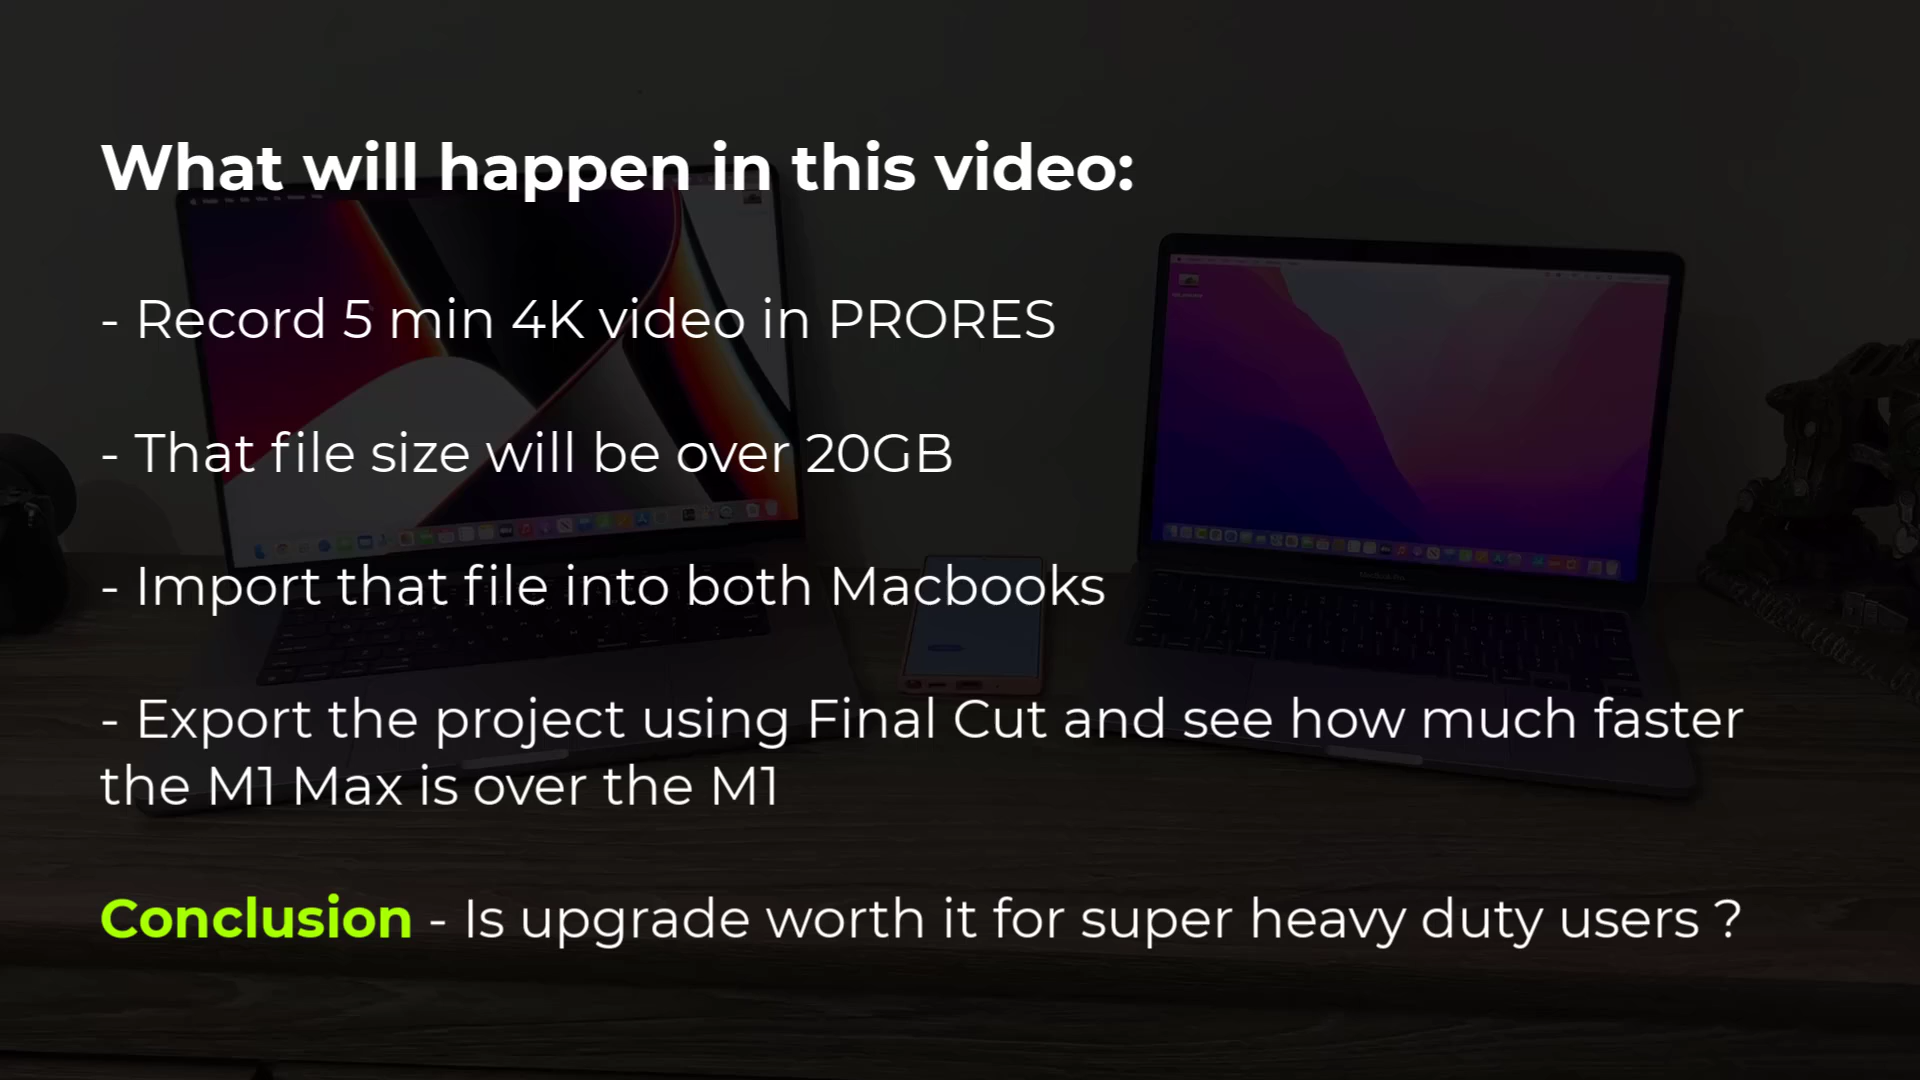 What will happen in this video:
- Record 5 min 4K video in PRORES
- That file size will be over 20GB
- Import that file into both Macbooks
- Export the project using Final Cut and see how much faster
the M1 Max is over the M1
Conclusion - Is upgrade worth it for super heavy duty users ?
MacBook Pro